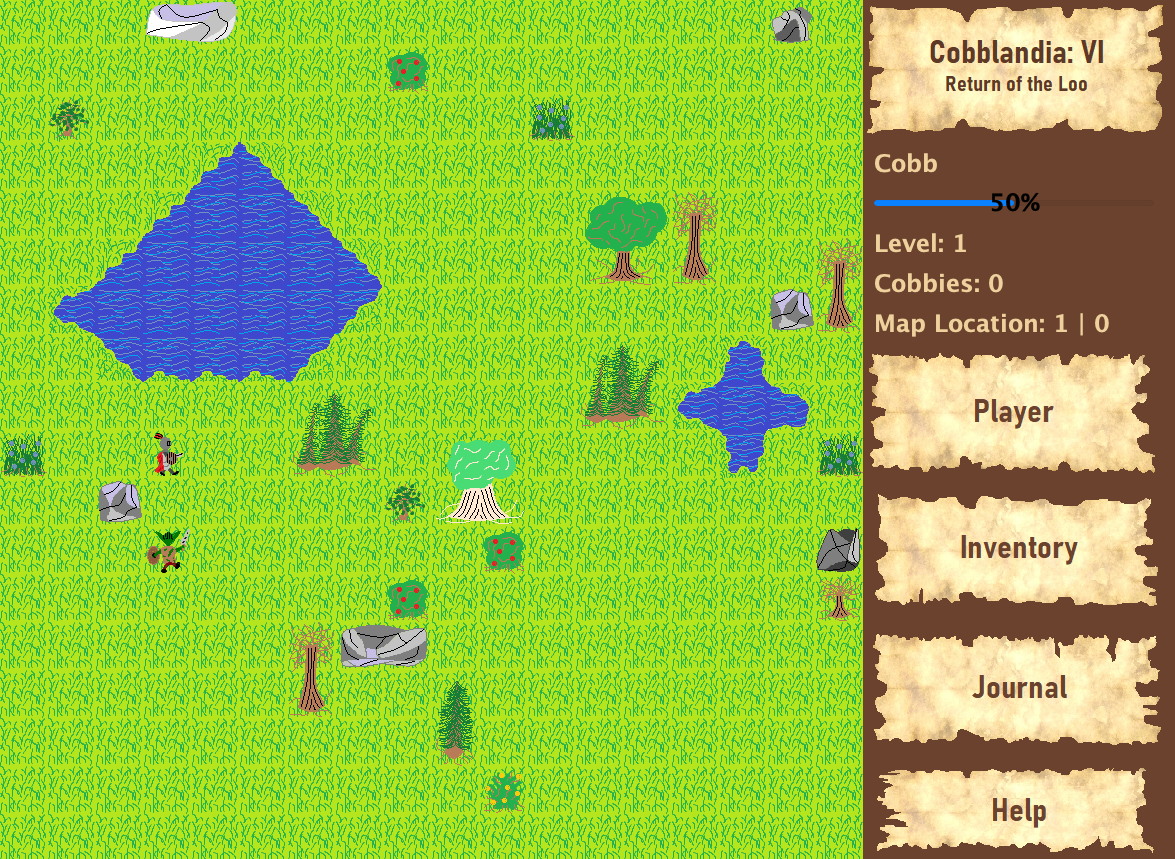 Cobblandia: VI
Return of the Loo
Cobb
50%
Level: 1
Cobbies: 0
Map Location: 1 | 0
Player
Inventory
Journal
Help